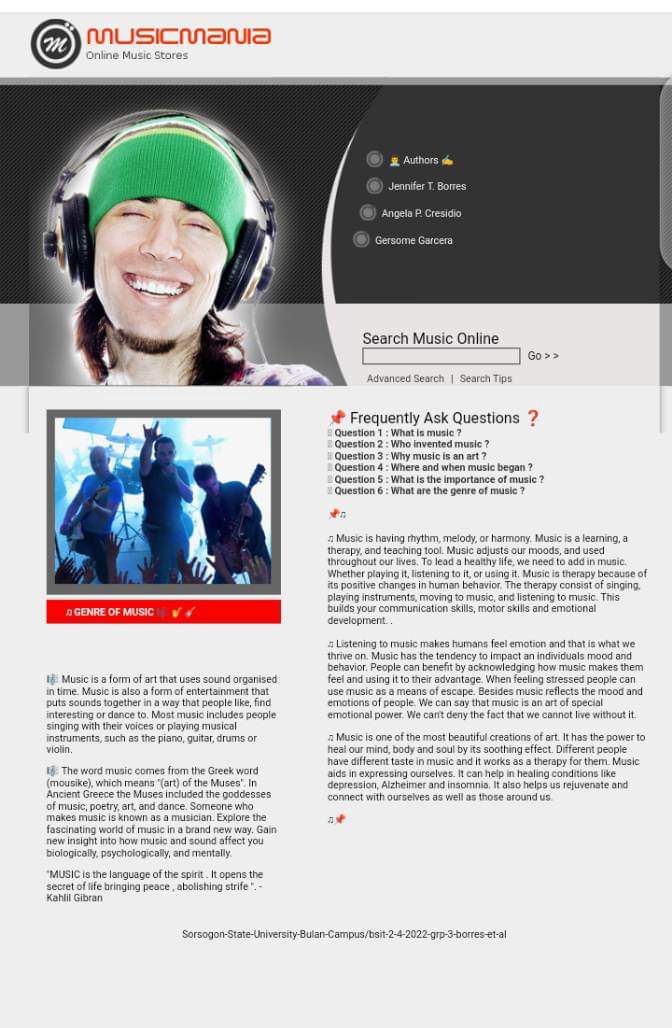 m MUSICMANIA
Online Music Stores
👨‍💼 Authors ✍️
Jennifer T. Borres
Angela P. Cresidio
Gersome Garcera
Search Music Online
Go > >
Advanced Search | Search Tips
♫ GENRE OF MUSIC 🎼 🎷 🎸
🎼 Music is a form of art that uses sound organised
in time. Music is also a form of entertainment that
puts sounds together in a way that people like, find
interesting or dance to. Most music includes people
singing with their voices or playing musical
instruments, such as the piano, guitar, drums or
violin.
🎼 The word music comes from the Greek word
(mousike), which means "(art) of the Muses". In
Ancient Greece the Muses included the goddesses
of music, poetry, art, and dance. Someone who
makes music is known as a musician. Explore the
fascinating world of music in a brand new way. Gain
new insight into how music and sound affect you
biologically, psychologically, and mentally.
"MUSIC is the language of the spirit . It opens the
secret of life bringing peace , abolishing strife ". -
Kahlil Gibran
📌 Frequently Ask Questions ❓
Question 1 : What is music ?
Question 2 : Who invented music ?
Question 3 : Why music is an art ?
Question 4 : Where and when music began ?
Question 5 : What is the importance of music ?
Question 6 : What are the genre of music ?
📌♫
♫ Music is having rhythm, melody, or harmony. Music is a learning, a
therapy, and teaching tool. Music adjusts our moods, and used
throughout our lives. To lead a healthy life, we need to add in music.
Whether playing it, listening to it, or using it. Music is therapy because of
its positive changes in human behavior. The therapy consist of singing,
playing instruments, moving to music, and listening to music. This
builds your communication skills, motor skills and emotional
development. .
♫ Listening to music makes humans feel emotion and that is what we
thrive on. Music has the tendency to impact an individuals mood and
behavior. People can benefit by acknowledging how music makes them
feel and using it to their advantage. When feeling stressed people can
use music as a means of escape. Besides music reflects the mood and
emotions of people. We can say that music is an art of special
emotional power. We can't deny the fact that we cannot live without it.
♫ Music is one of the most beautiful creations of art. It has the power to
heal our mind, body and soul by its soothing effect. Different people
have different taste in music and it works as a therapy for them. Music
aids in expressing ourselves. It can help in healing conditions like
depression, Alzheimer and insomnia. It also helps us rejuvenate and
connect with ourselves as well as those around us.
♫📌
Sorsogon-State-University-Bulan-Campus/bsit-2-4-2022-grp-3-borres-et-al